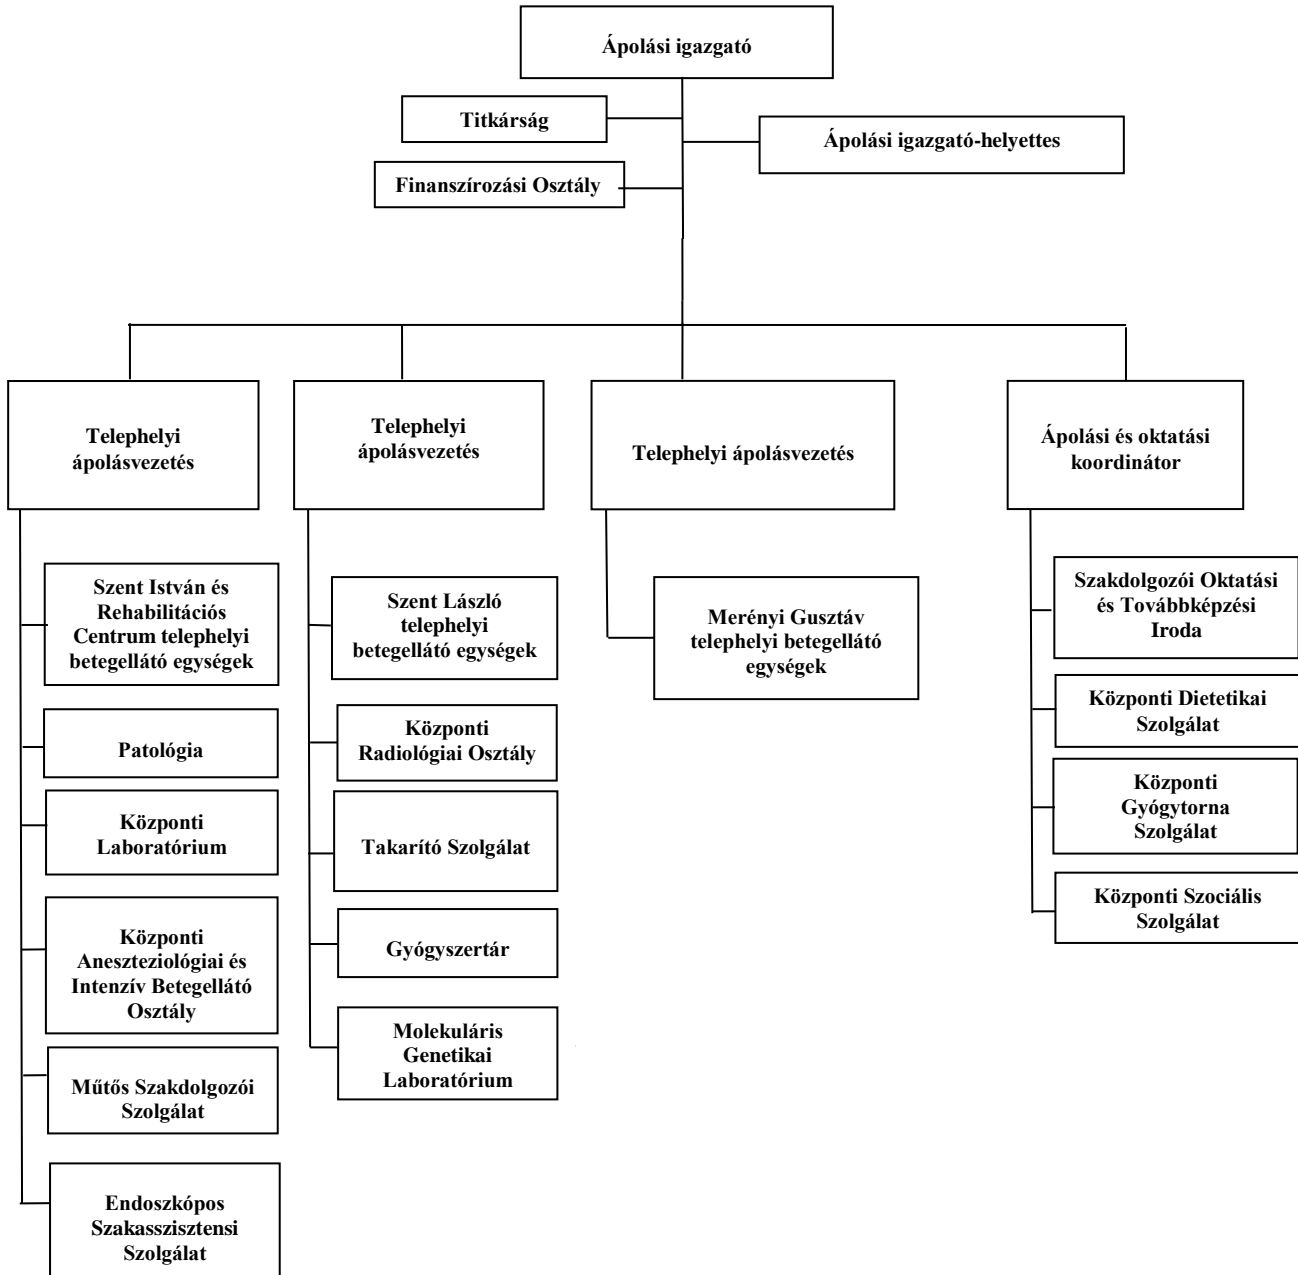 Ápolási igazgató
Titkárság
Ápolási igazgató-helyettes
Finanszírozási Osztály
Telephelyi
ápolásvezetés
Telephelyi
ápolásvezetés
Telephelyi ápolásvezetés
Ápolási és oktatási
koordinátor
Szent István és
Rehabilitációs
Centrum telephelyi
betegellátó egységek
Patológia
Központi
Laboratórium
Központi
Aneszteziológiai és
Intenzív Betegellátó
Osztály
Műtős Szakdolgozói
Szolgálat
Endoszkópos
Szakasszisztensi
Szolgálat
Szent László
telephelyi
betegellátó egységek
Központi
Radiológiai Osztály
Takarító Szolgálat
Gyógyszertár
Molekuláris
Genetikai
Laboratórium
Merényi Gusztáv
telephelyi betegellátó
egységek
Szakdolgozói Oktatási
és Továbbképzési
Iroda
Központi Dietetikai
Szolgálat
Központi
Gyógytorna
Szolgálat
Központi Szociális
Szolgálat